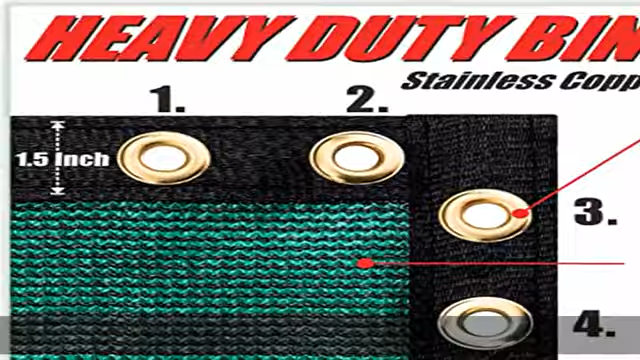 HEAVY DUTY BIN
Stainless Copp
1. 2.
1.5 Inch
3.
4.